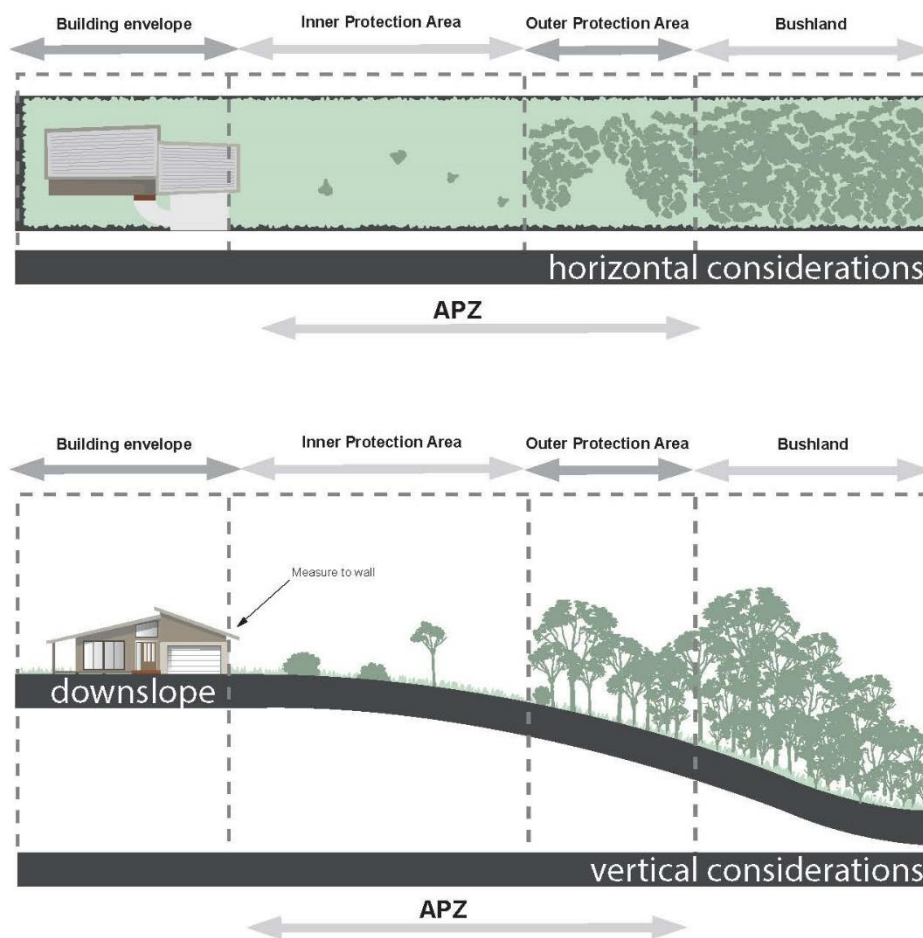 Building envelope
Inner Protection Area
Outer Protection Area
Bushland
horizontal considerations
APZ
Building envelope
Inner Protection Area
Outer Protection Area
Bushland
Measure to wall
downslope
vertical considerations
APZ